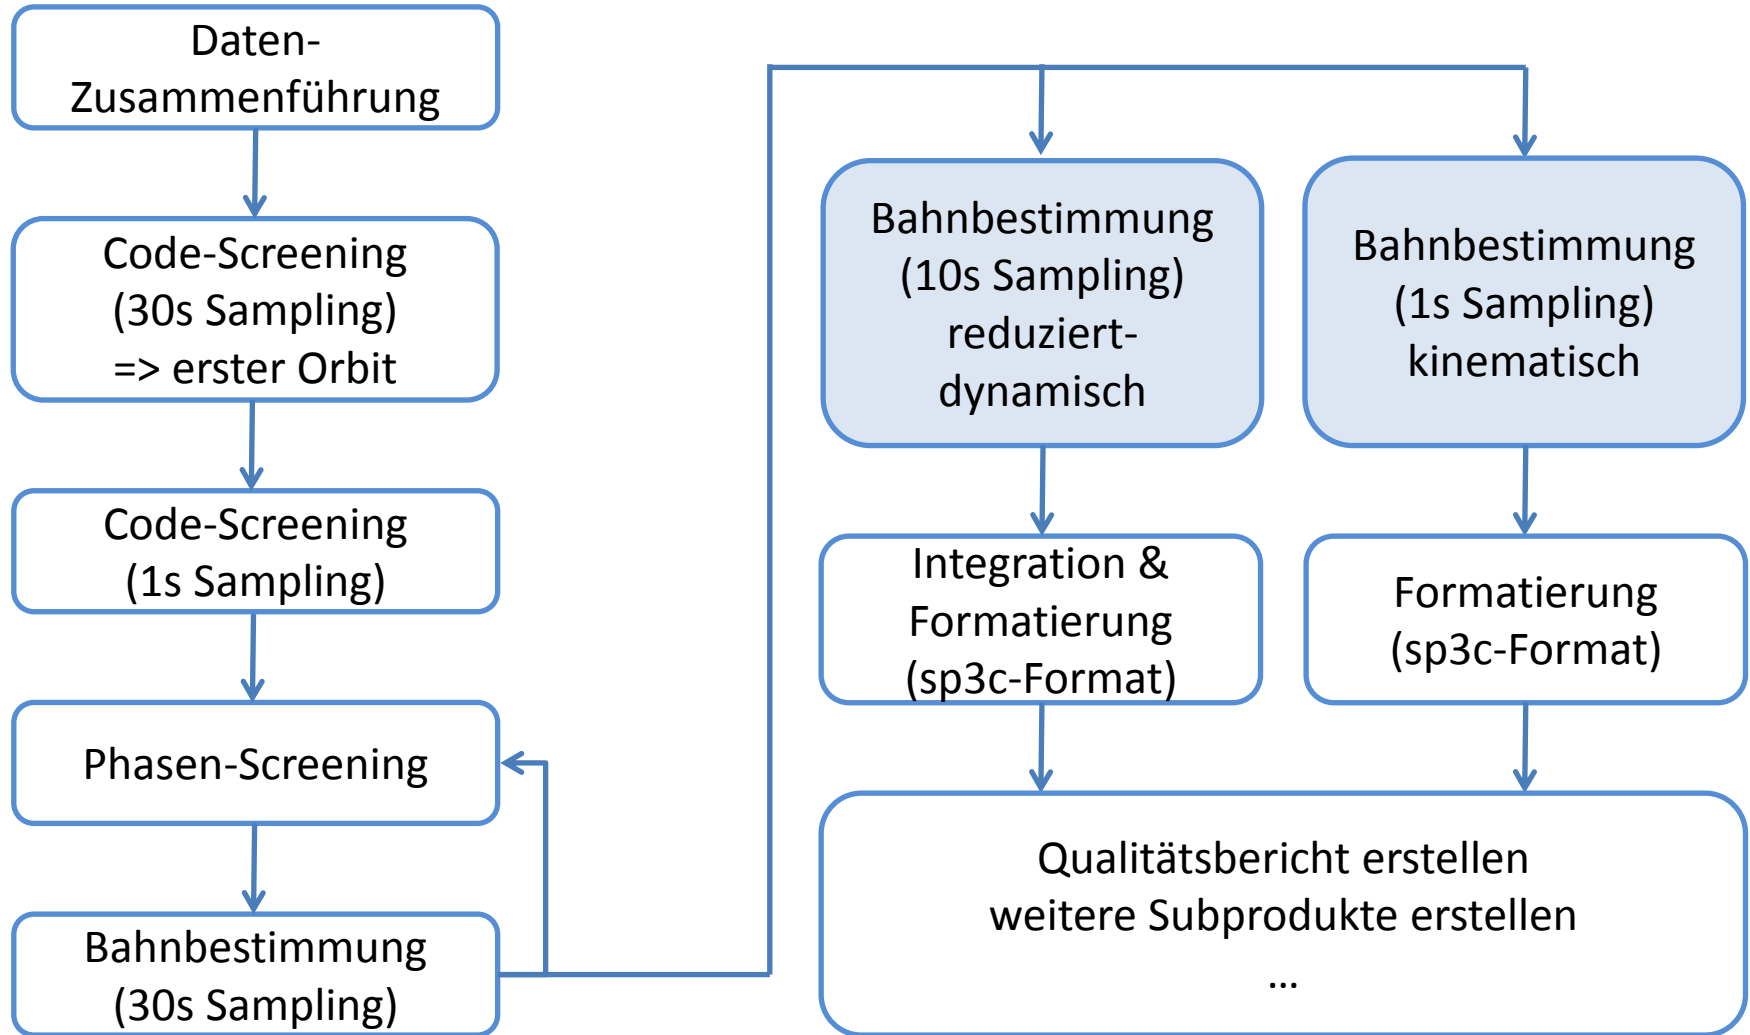 Daten-
Zusammenführung
Code-Screening
(30s Sampling)
=> erster Orbit
Code-Screening
(1s Sampling)
Phasen-Screening
Bahnbestimmung
(30s Sampling)
Bahnbestimmung
(10s Sampling)
reduziert-
dynamisch
Bahnbestimmung
(1s Sampling)
kinematisch
Integration &
Formatierung
(sp3c-Format)
Formatierung
(sp3c-Format)
Qualitätsbericht erstellen
weitere Subprodukte erstellen
...